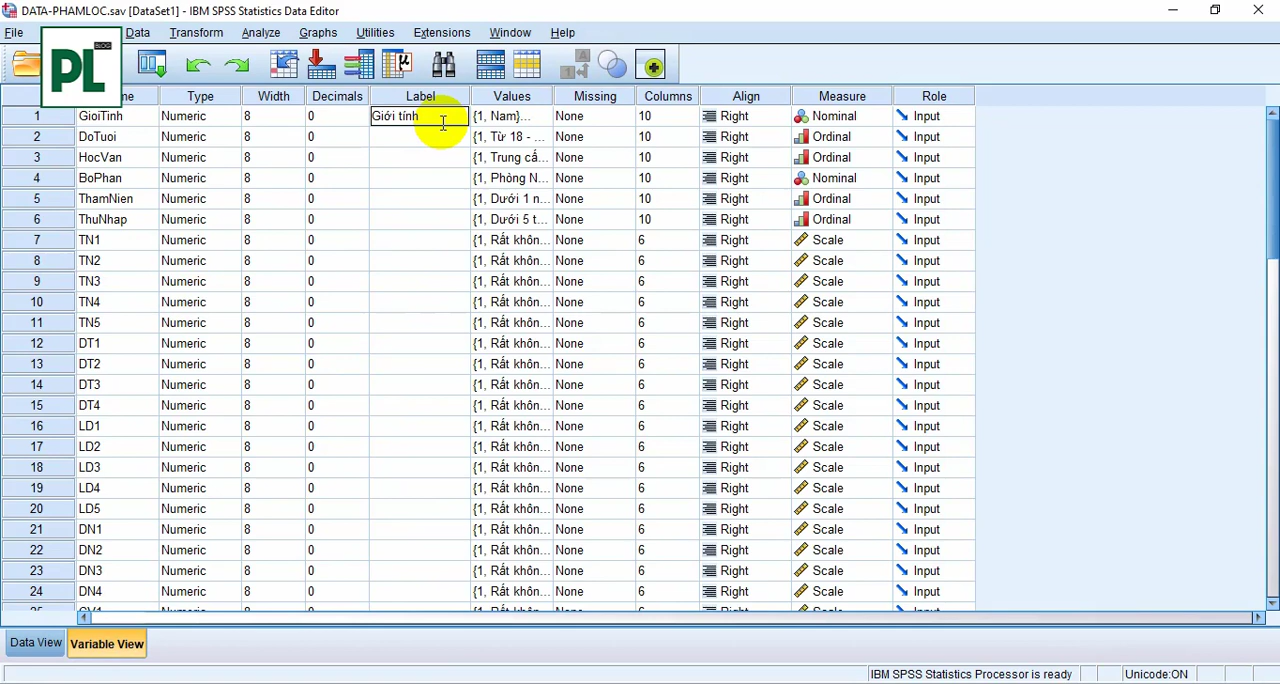 DATA-PHAMLOC.sav [DataSet1] - IBM SPSS Statistics Data Editor
File Data Transform Analyze Graphs Utilities Extensions Window Help
BLOG
PL
Type Width Decimals Label Values Missing Columns Align Measure Role
1 GioiTinh Numeric 8 0 Giới tính {1, Nam}... None 10 Right Nominal Input
2 DoTuoi Numeric 8 0 {1, Từ 18 - ... None 10 Right Ordinal Input
3 HocVan Numeric 8 0 {1, Trung cấ... None 10 Right Ordinal Input
4 BoPhan Numeric 8 0 {1, Phòng N... None 10 Right Nominal Input
5 ThamNien Numeric 8 0 {1, Dưới 1 n... None 10 Right Ordinal Input
6 ThuNhap Numeric 8 0 {1, Dưới 5 t... None 10 Right Ordinal Input
7 TN1 Numeric 8 0 {1, Rất khôn... None 6 Right Scale Input
8 TN2 Numeric 8 0 {1, Rất khôn... None 6 Right Scale Input
9 TN3 Numeric 8 0 {1, Rất khôn... None 6 Right Scale Input
10 TN4 Numeric 8 0 {1, Rất khôn... None 6 Right Scale Input
11 TN5 Numeric 8 0 {1, Rất khôn... None 6 Right Scale Input
12 DT1 Numeric 8 0 {1, Rất khôn... None 6 Right Scale Input
13 DT2 Numeric 8 0 {1, Rất khôn... None 6 Right Scale Input
14 DT3 Numeric 8 0 {1, Rất khôn... None 6 Right Scale Input
15 DT4 Numeric 8 0 {1, Rất khôn... None 6 Right Scale Input
16 LD1 Numeric 8 0 {1, Rất khôn... None 6 Right Scale Input
17 LD2 Numeric 8 0 {1, Rất khôn... None 6 Right Scale Input
18 LD3 Numeric 8 0 {1, Rất khôn... None 6 Right Scale Input
19 LD4 Numeric 8 0 {1, Rất khôn... None 6 Right Scale Input
20 LD5 Numeric 8 0 {1, Rất khôn... None 6 Right Scale Input
21 DN1 Numeric 8 0 {1, Rất khôn... None 6 Right Scale Input
22 DN2 Numeric 8 0 {1, Rất khôn... None 6 Right Scale Input
23 DN3 Numeric 8 0 {1, Rất khôn... None 6 Right Scale Input
24 DN4 Numeric 8 0 {1, Rất khôn... None 6 Right Scale Input
Data View Variable View
IBM SPSS Statistics Processor is ready Unicode:ON